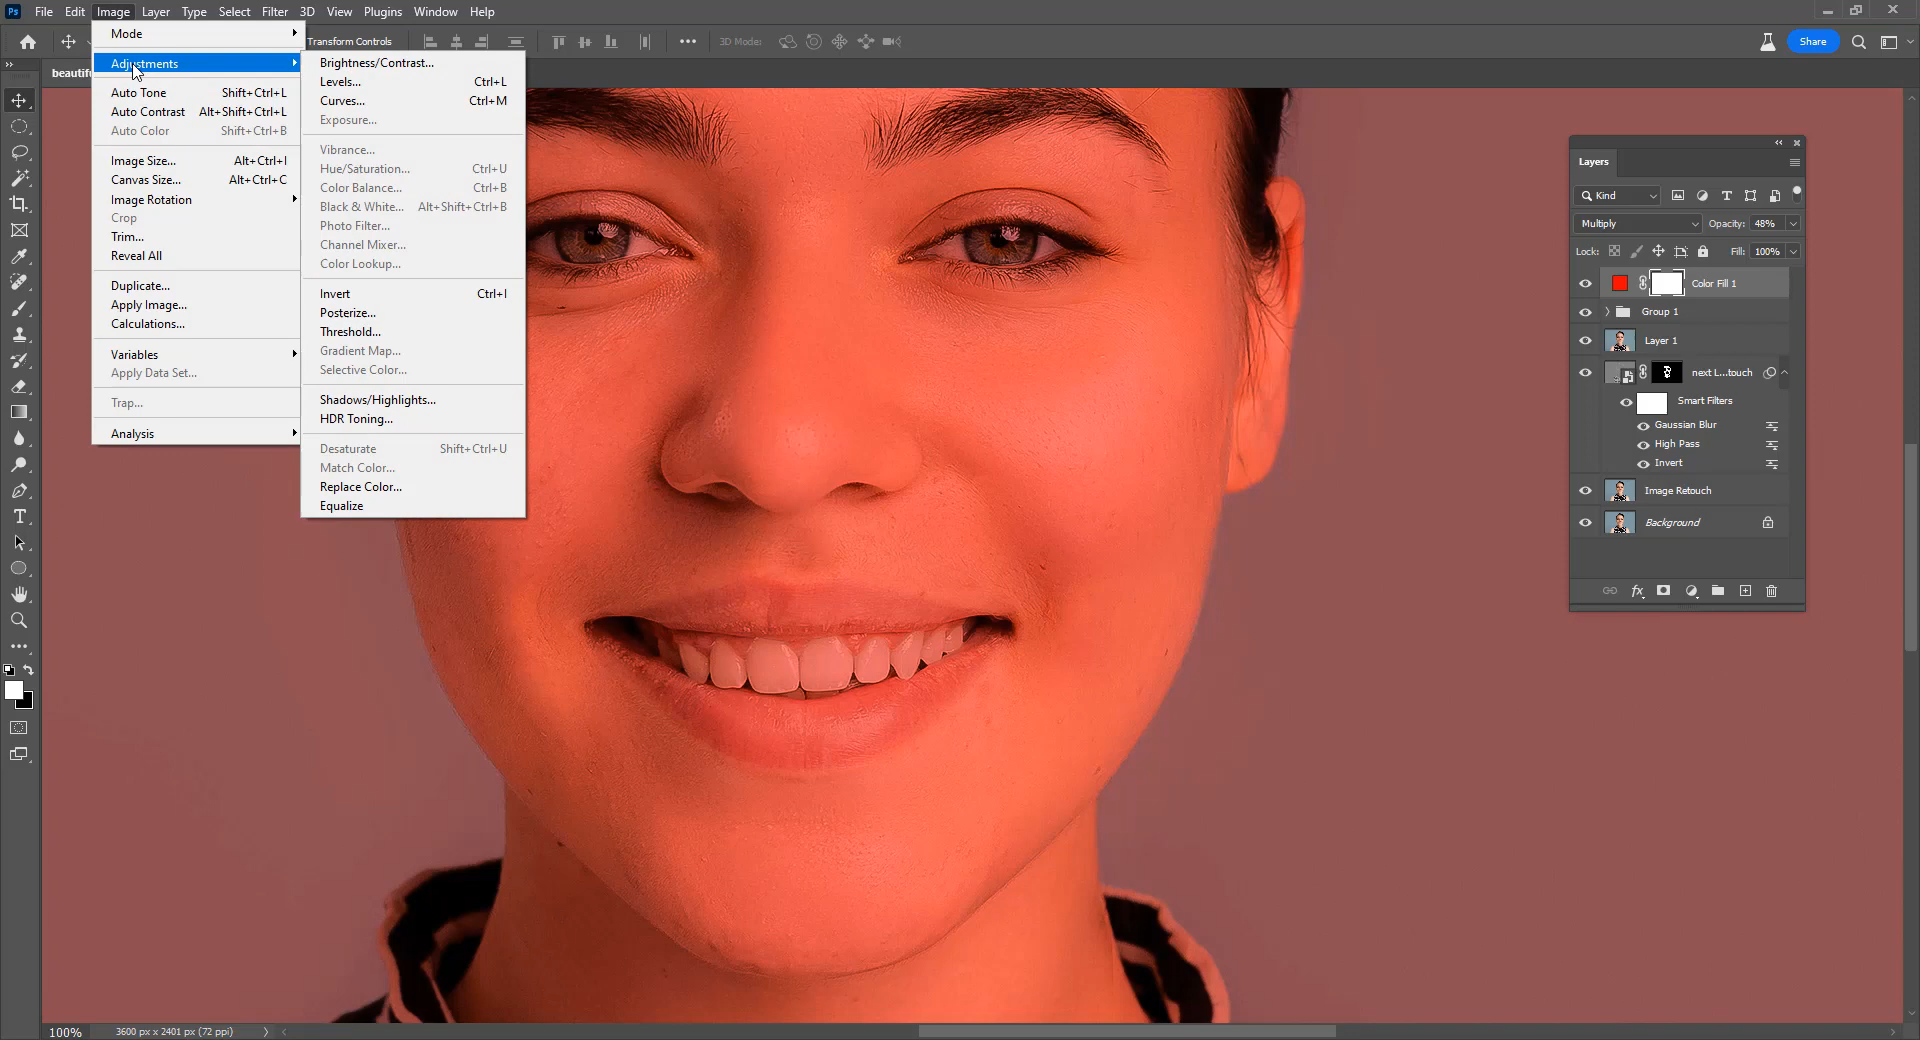 Ps File Edit Image Layer Type Select Filter 3D View Plugins Window Help
Transform Controls 3D Mode: Share
Mode
Adjustments
Auto Tone Shift+Ctrl+L
Auto Contrast Alt+Shift+Ctrl+L
Auto Color Shift+Ctrl+B
Image Size... Alt+Ctrl+I
Canvas Size... Alt+Ctrl+C
Image Rotation
Crop
Trim...
Reveal All
Duplicate...
Apply Image...
Calculations...
Variables
Apply Data Set...
Trap...
Analysis
Brightness/Contrast...
Levels... Ctrl+L
Curves... Ctrl+M
Exposure...
Vibrance...
Hue/Saturation... Ctrl+U
Color Balance... Ctrl+B
Black & White... Alt+Shift+Ctrl+B
Photo Filter...
Channel Mixer...
Color Lookup...
Invert Ctrl+I
Posterize...
Threshold...
Gradient Map...
Selective Color...
Shadows/Highlights...
HDR Toning...
Desaturate Shift+Ctrl+U
Match Color...
Replace Color...
Equalize
Layers
Kind
Multiply Opacity: 48%
Lock: Fill: 100%
Color Fill 1
Group 1
Layer 1
next L...touch
Smart Filters
Gaussian Blur
High Pass
Invert
Image Retouch
Background
fx
100% 3600 px x 2401 px (72 ppi)